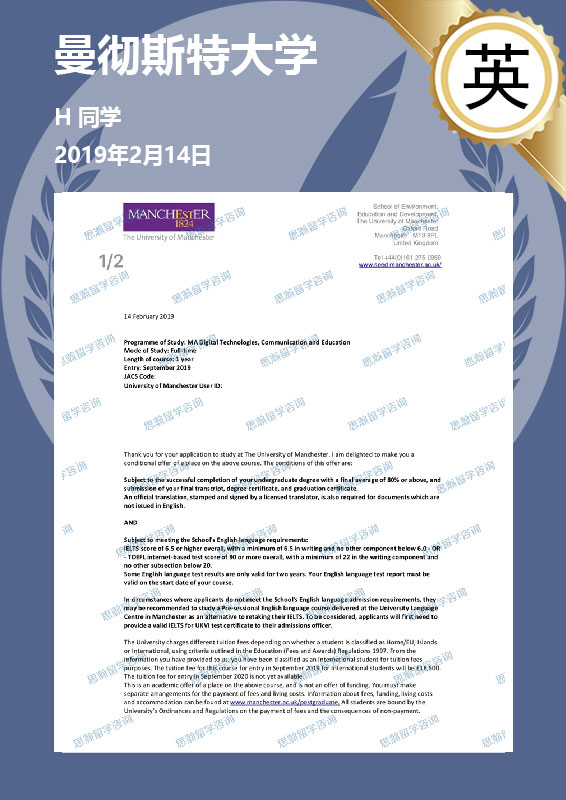 曼彻斯特大学
英
H 同学
2019年2月14日
MANCHESTER
1824
The University of Manchester
School of Environment,
Education and Development,
The University of Manchester
Oxford Road
Manchester M13 9PL
United Kingdom
Tel +44(0)161 275 0969
www.seed.manchester.ac.uk/
1/2
14 February 2019
Programme of Study: MA Digital Technologies, Communication and Education
Mode of Study: Full-time
Length of course: 1 year
Entry: September 2019
JACS Code:
University of Manchester User ID:
Thank you for your application to study at The University of Manchester. I am delighted to make you a
conditional offer of a place on the above course. The conditions of this offer are:
Subject to the successful completion of your undergraduate degree with a final average of 80% or above, and
submission of your final transcript, degree certificate, and graduation certificate.
An official translation, stamped and signed by a licensed translator, is also required for documents which are
not issued in English.
AND
Subject to meeting the School's English language requirements:
IELTS score of 6.5 or higher overall, with a minimum of 6.5 in writing and no other component below 6.0 - OR
- TOEFL internet-based test score of 90 or more overall, with a minimum of 22 in the writing component and
no other subsection below 20.
Some English language test results are only valid for two years. Your English language test report must be
valid on the start date of your course.
In circumstances where applicants do not meet the School's English language admission requirements, they
may be recommended to study a Pre-sessional English language course delivered at the University Language
Centre in Manchester as an alternative to retaking their IELTS. To be considered, applicants will first need to
provide a valid IELTS for UKVI test certificate to their admissions officer.
The University charges different tuition fees depending on whether a student is classified as Home/EU, Islands
or International, using criteria outlined in the Education (Fees and Awards) Regulations 1997. From the
information you have provided to us, you have been classified as an International student for tuition fees
purposes. The tuition fee for this course for entry in September 2019 for international students will be £18,500.
The tuition fee for entry in September 2020 is not yet available.
This is an academic offer of a place on the above course, and is not an offer of funding. You must make
separate arrangements for the payment of fees and living costs. Information about fees, funding, living costs
and accommodation can be found at www.manchester.ac.uk/postgraduate. All students are bound by the
University's Ordinances and Regulations on the payment of fees and the consequences of non-payment.
思瀚留学咨询